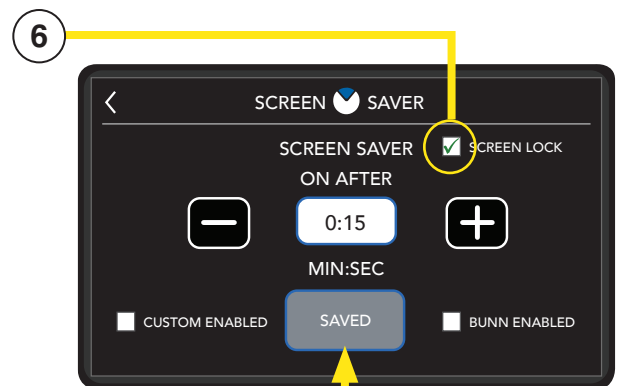 6
SCREEN SAVER
SCREEN SAVER
SCREEN LOCK
ON AFTER
0:15
MIN:SEC
CUSTOM ENABLED
SAVED
BUNN ENABLED